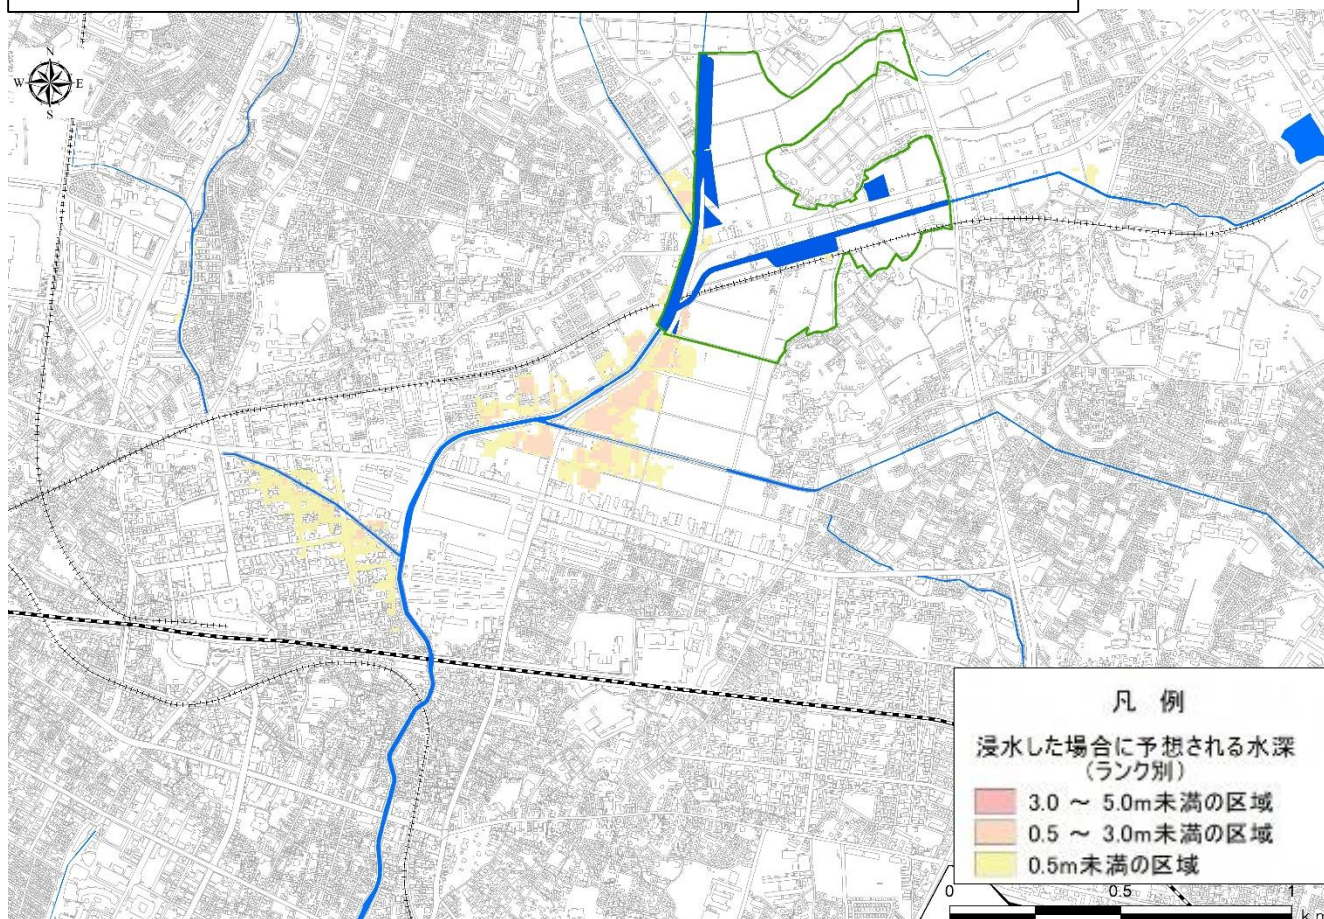 N
W E
S
凡 例
浸水した場合に予想される水深
(ランク別)
3.0 ～ 5.0m未満の区域
0.5 ～ 3.0m未満の区域
0.5m未満の区域
0 0.5 1
km